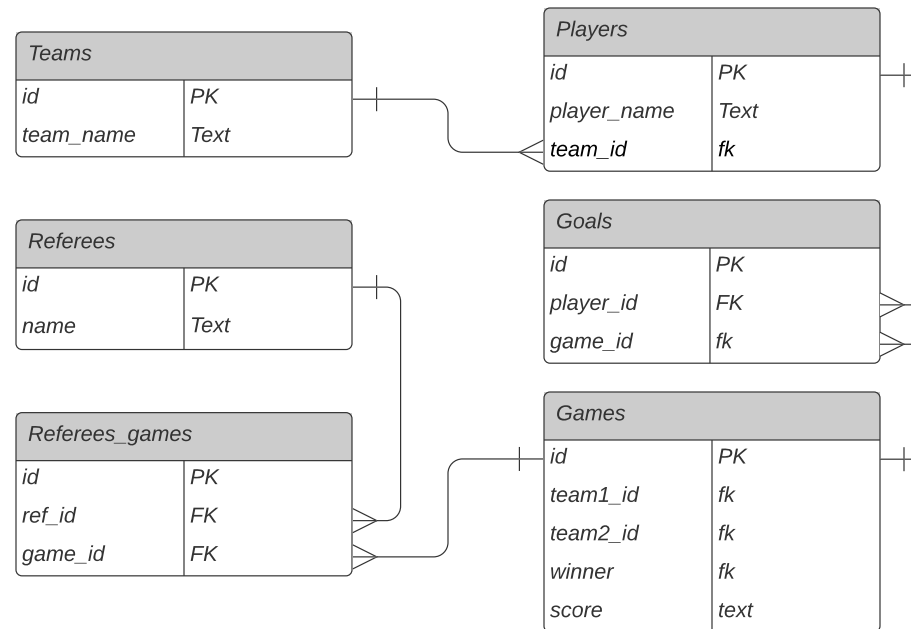 Teams
id PK
team_name Text
Players
id PK
player_name Text
team_id fk
Referees
id PK
name Text
Goals
id PK
player_id FK
game_id fk
Referees_games
id PK
ref_id FK
game_id FK
Games
id PK
team1_id fk
team2_id fk
winner fk
score text